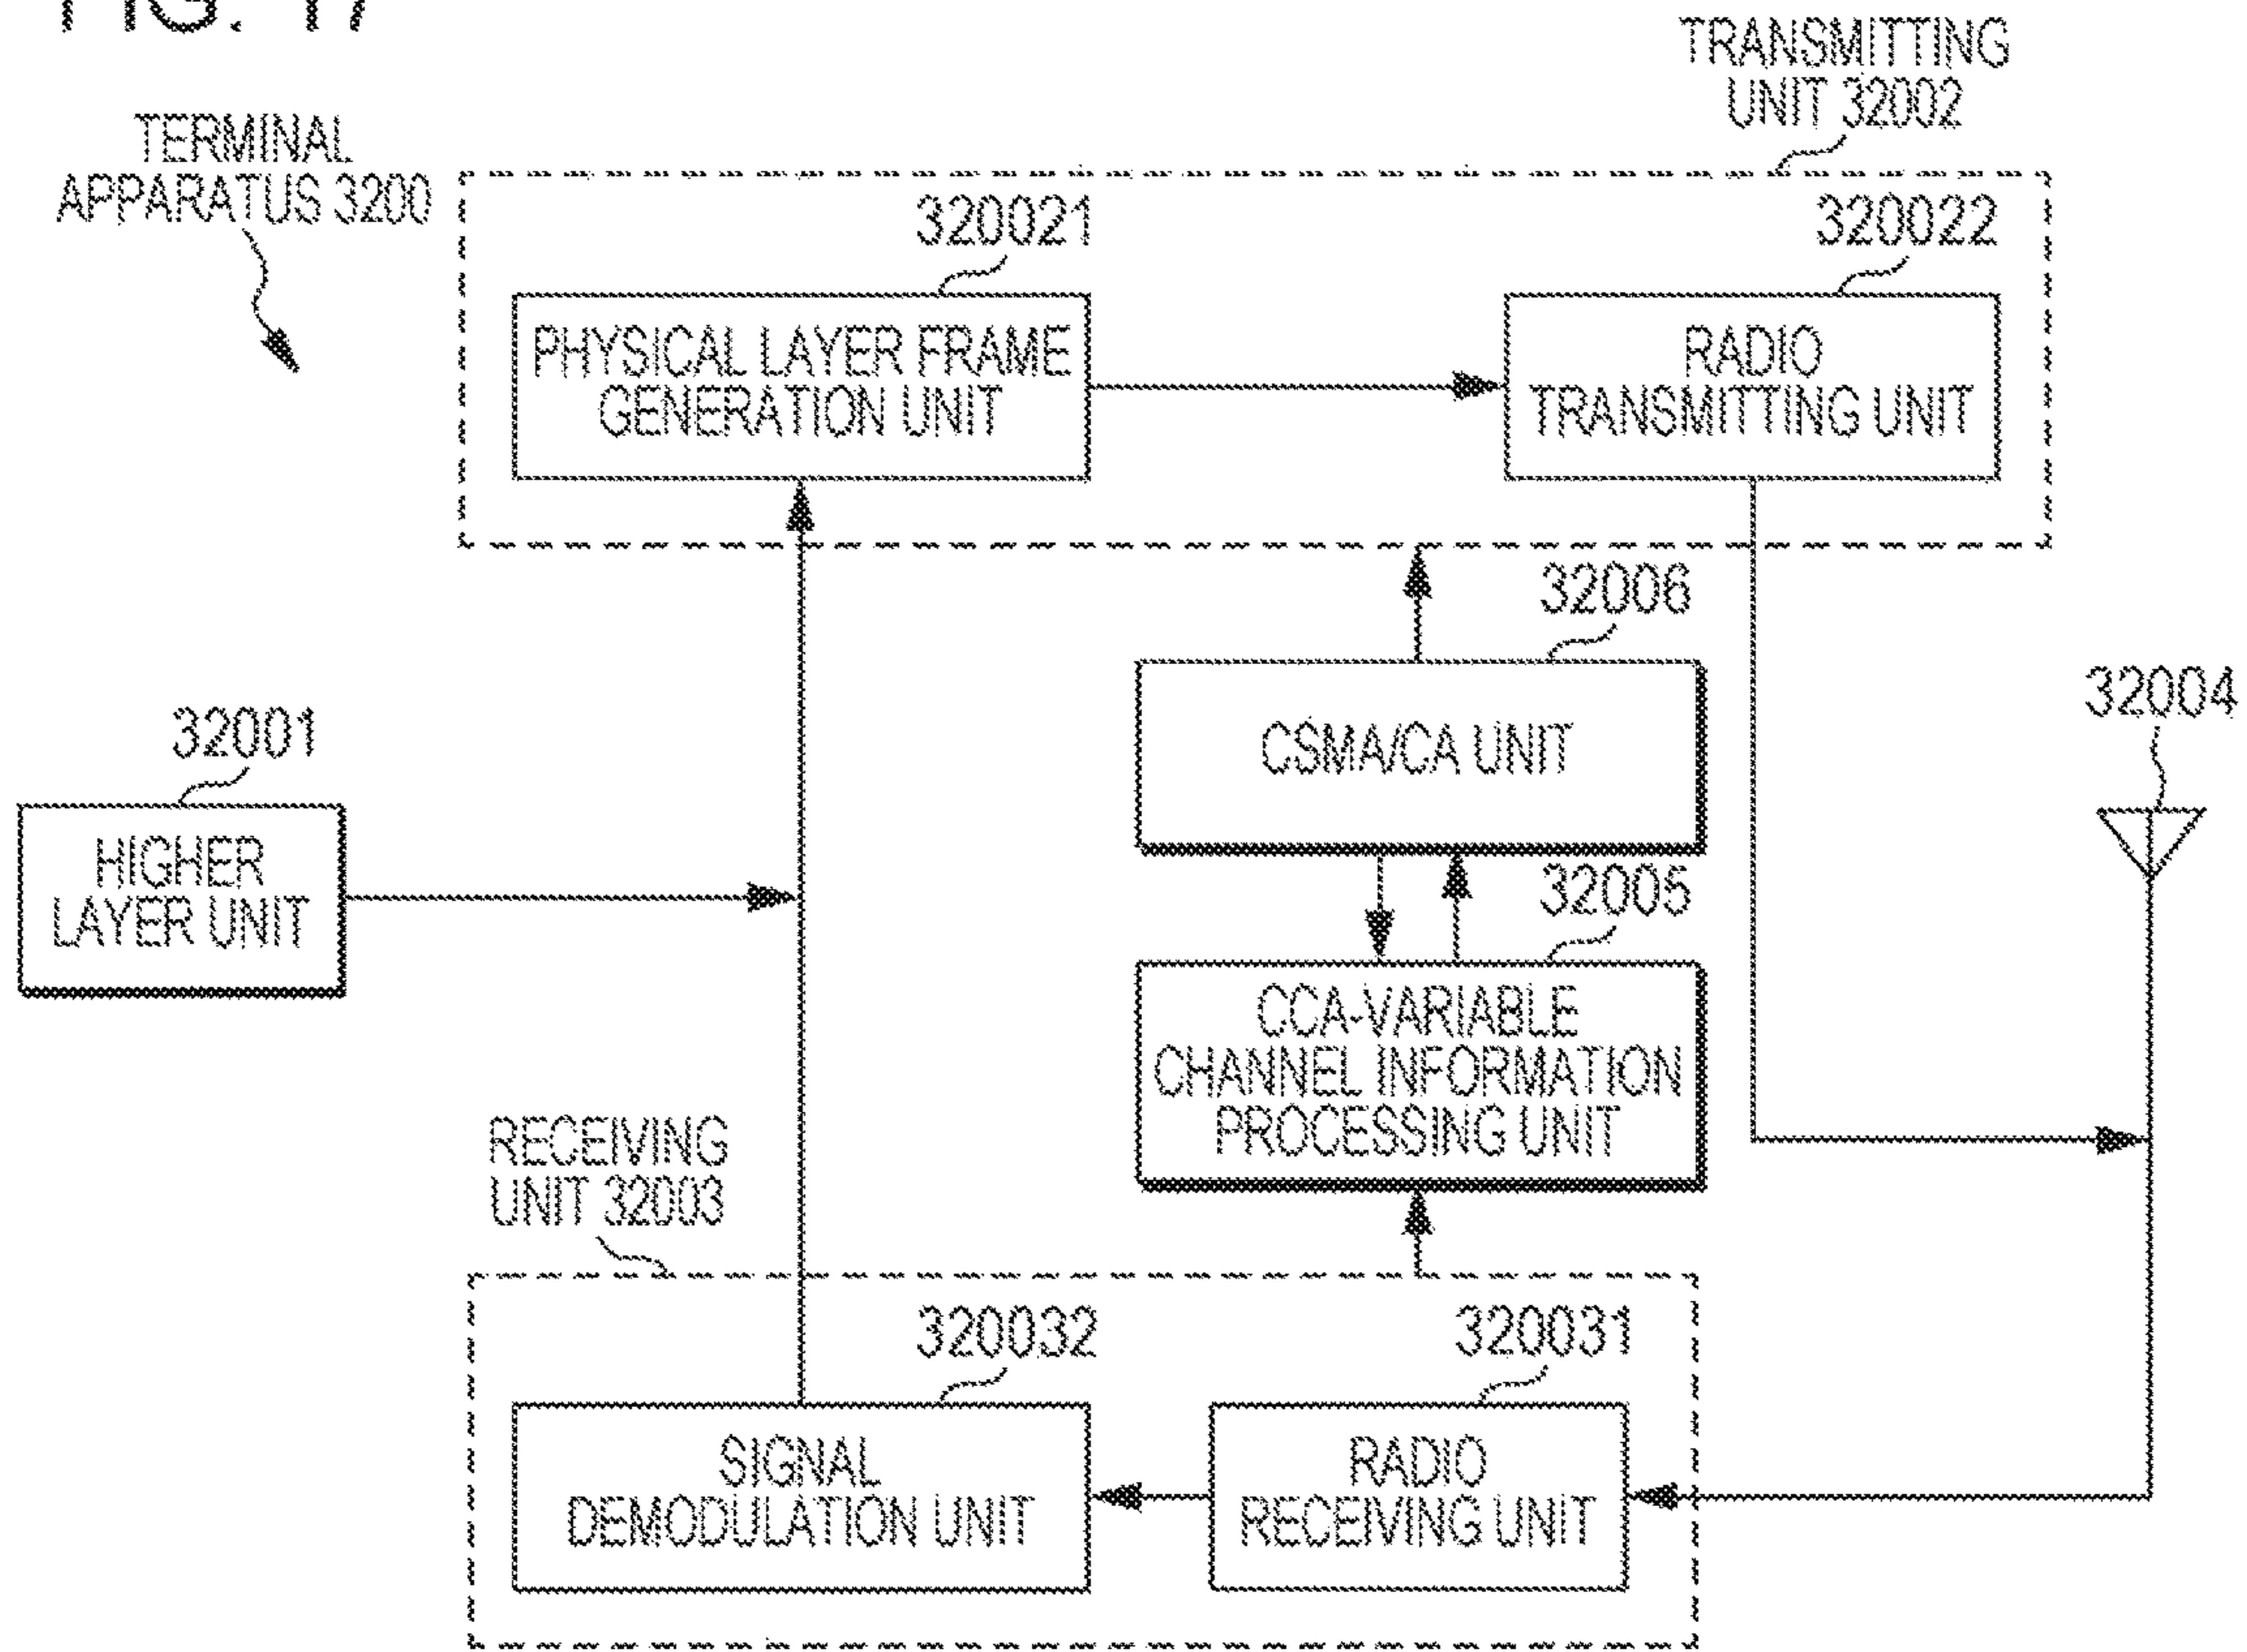 FIG. 17
TRANSMITTING
UNIT 32002
TERMINAL
APPARATUS 3200
320021
320022
PHYSICAL LAYER FRAME
GENERATION UNIT
RADIO
TRANSMITTING UNIT
32006
CSMA/CA UNIT
32004
32001
HIGHER
LAYER UNIT
32005
CCA-VARIABLE
CHANNEL INFORMATION
PROCESSING UNIT
RECEIVING
UNIT 32003
320032
320031
SIGNAL
DEMODULATION UNIT
RADIO
RECEIVING UNIT